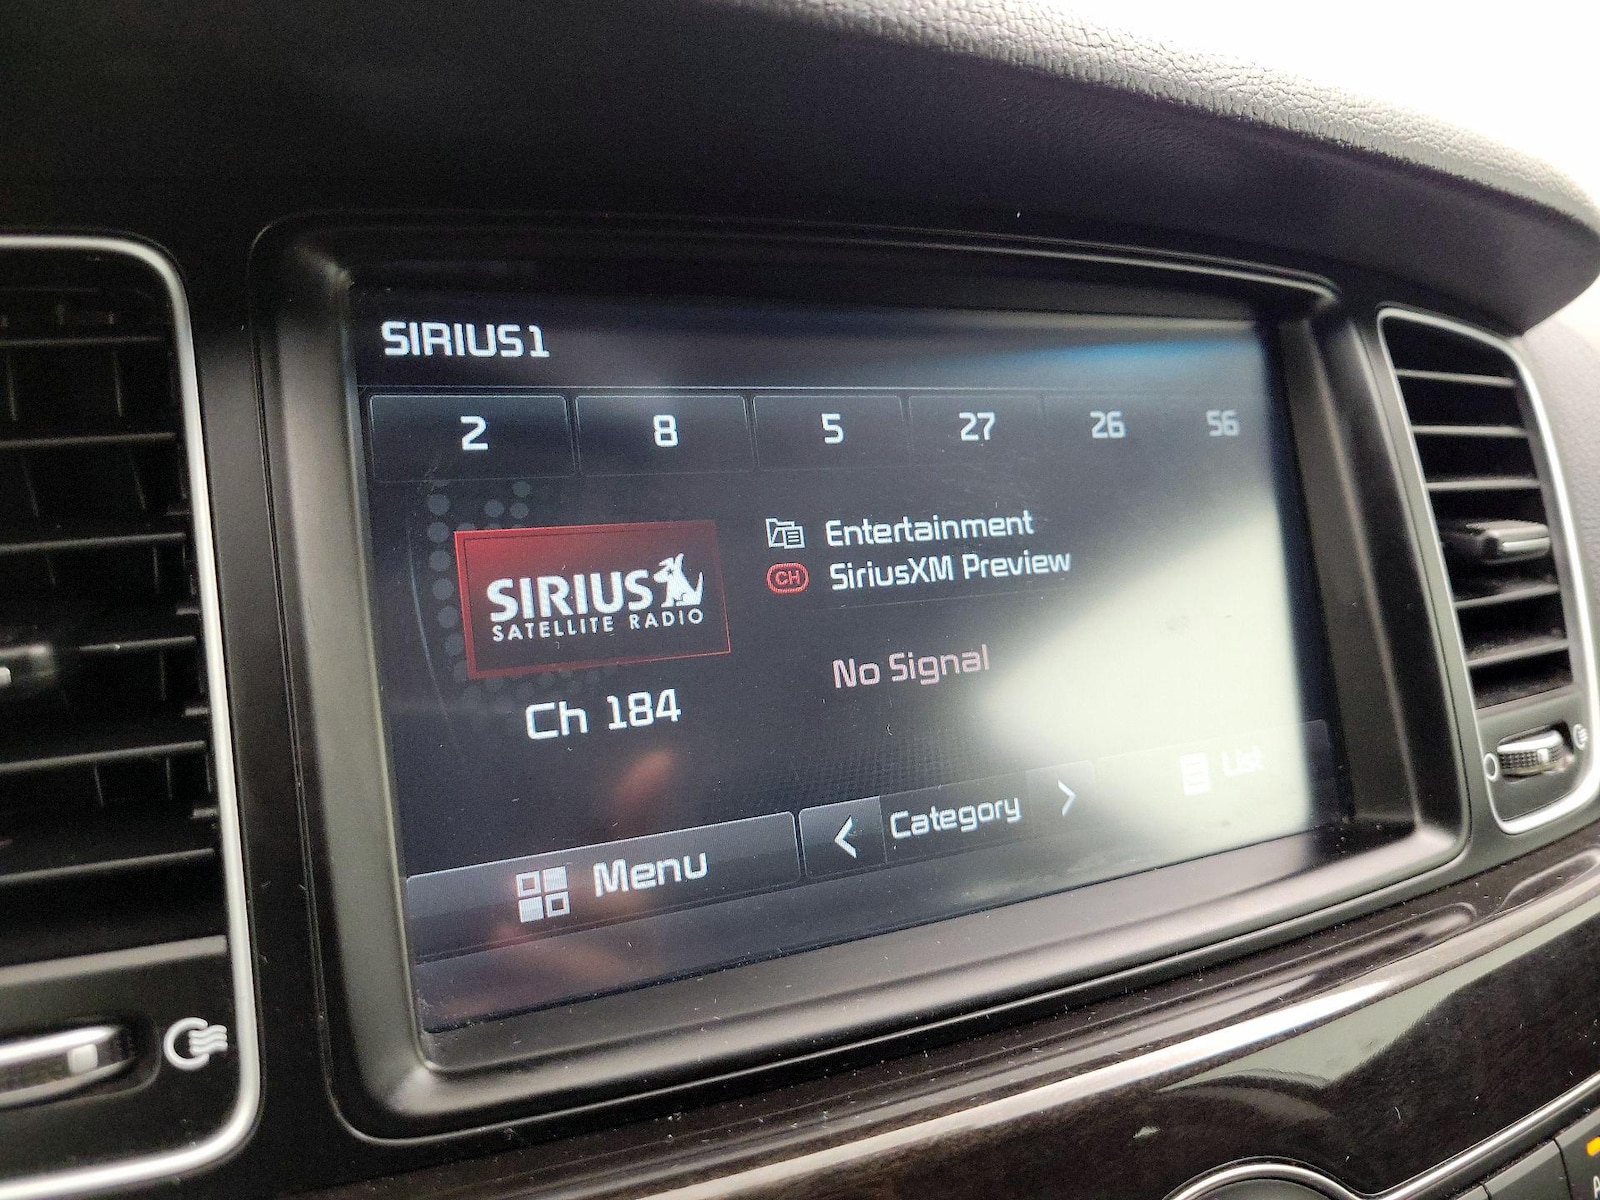 SIRIUS1
2 8 5 27 26 56
Entertainment
CH SiriusXM Preview
SIRIUS
SATELLITE RADIO
No Signal
Ch 184
Menu < Category > List